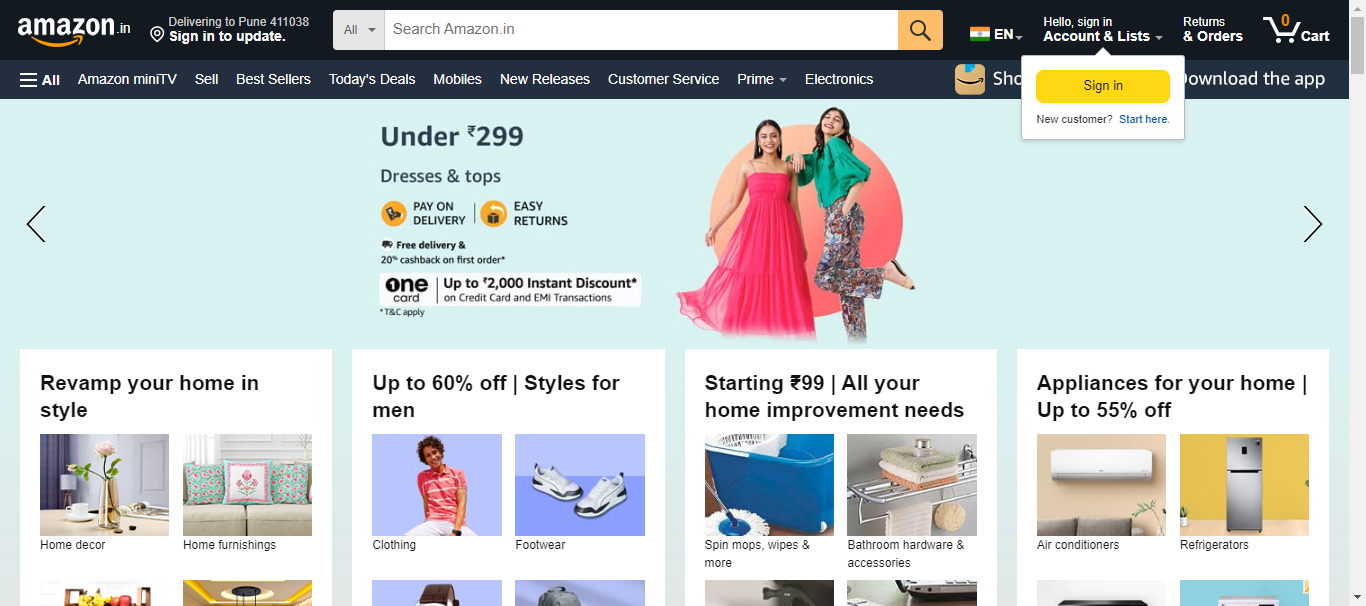 amazon.in
Delivering to Pune 411038
Sign in to update.
All
Search Amazon.in
EN
Hello, sign in
Account & Lists
Returns
& Orders
0
Cart
All
Amazon miniTV
Sell
Best Sellers
Today's Deals
Mobiles
New Releases
Customer Service
Prime
Electronics
Sho
ownload the app
Sign in
New customer? Start here.
Under ₹299
Dresses & tops
PAY ON
DELIVERY
EASY
RETURNS
Free delivery &
20% cashback on first order*
one
card
Up to ₹2,000 Instant Discount*
on Credit Card and EMI Transactions
*T&C apply
Revamp your home in
style
Home decor
Home furnishings
Up to 60% off | Styles for
men
Clothing
Footwear
Starting ₹99 | All your
home improvement needs
Spin mops, wipes &
more
Bathroom hardware &
accessories
Appliances for your home |
Up to 55% off
Air conditioners
Refrigerators